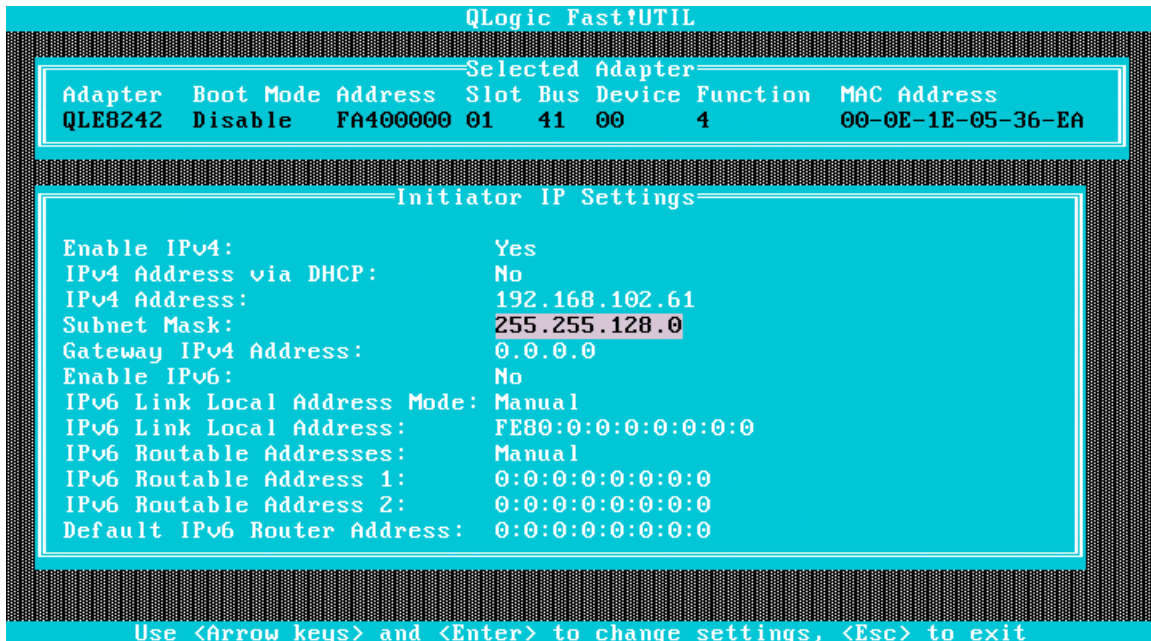 QLogic Fast!UTIL
Selected Adapter
Adapter Boot Mode Address Slot Bus Device Function MAC Address
QLE8242 Disable FA400000 01 41 00 4 00-0E-1E-05-36-EA
Initiator IP Settings
Enable IPv4: Yes
IPv4 Address via DHCP: No
IPv4 Address: 192.168.102.61
Subnet Mask: 255.255.128.0
Gateway IPv4 Address: 0.0.0.0
Enable IPv6: No
IPv6 Link Local Address Mode: Manual
IPv6 Link Local Address: FE80:0:0:0:0:0:0:0
IPv6 Routable Addresses: Manual
IPv6 Routable Address 1: 0:0:0:0:0:0:0:0
IPv6 Routable Address 2: 0:0:0:0:0:0:0:0
Default IPv6 Router Address: 0:0:0:0:0:0:0:0
Use <Arrow keys> and <Enter> to change settings, <Esc> to exit